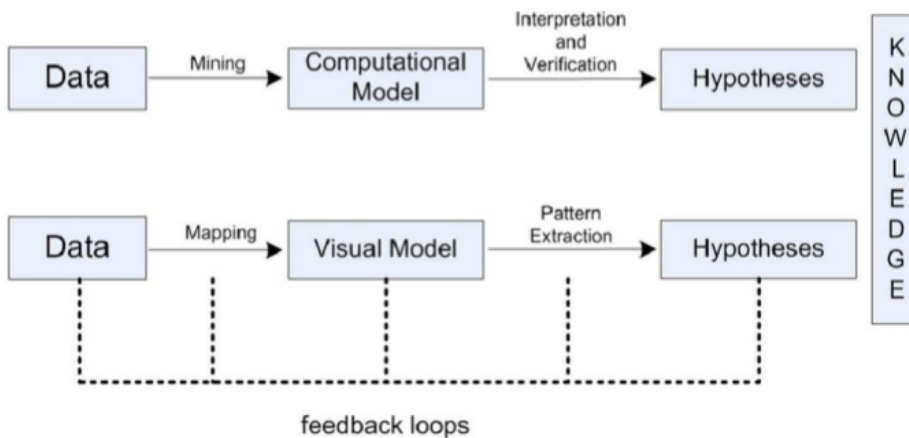 Data
Mining
Computational
Model
Interpretation
and
Verification
Hypotheses
Data
Mapping
Visual Model
Pattern
Extraction
Hypotheses
K
N
O
W
L
E
D
G
E
feedback loops